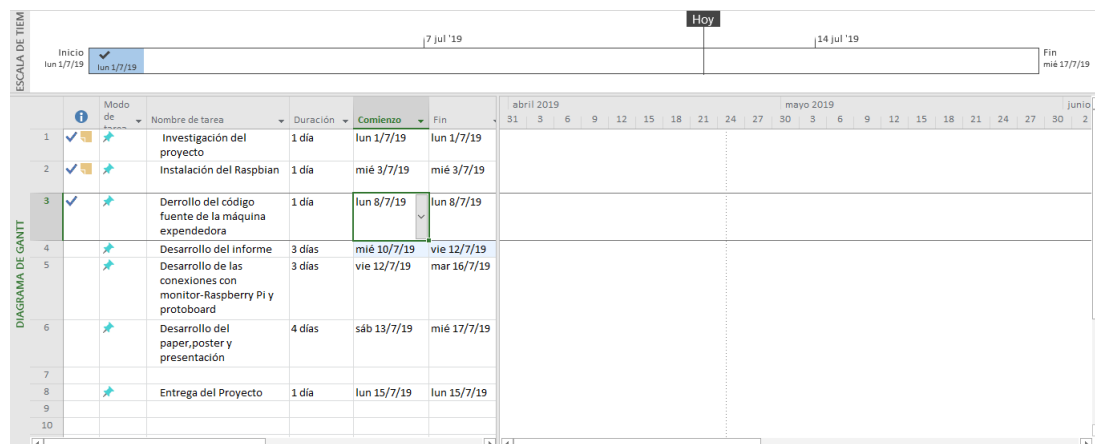 ESCALA DE TIEM
Hoy
7 jul '19
14 jul '19
Inicio
lun 1/7/19
lun 1/7/19
Fin
mié 17/7/19
DIAGRAMA DE GANTT
Modo
de
tarea
Nombre de tarea
Duración
Comienzo
Fin
abril 2019
mayo 2019
junio
31 3 6 9 12 15 18 21 24 27 30 3 6 9 12 15 18 21 24 27 30 2
1 Investigación del 1 día lun 1/7/19 lun 1/7/19
proyecto
2 Instalación del Raspbian 1 día mié 3/7/19 mié 3/7/19
3 Derrollo del código 1 día lun 8/7/19 lun 8/7/19
fuente de la máquina
expendedora
4 Desarrollo del informe 3 días mié 10/7/19 vie 12/7/19
5 Desarrollo de las 3 días vie 12/7/19 mar 16/7/19
conexiones con
monitor-Raspberry Pi y
protoboard
6 Desarrollo del 4 días sáb 13/7/19 mié 17/7/19
paper,poster y
presentación
7
8 Entrega del Proyecto 1 día lun 15/7/19 lun 15/7/19
9
10